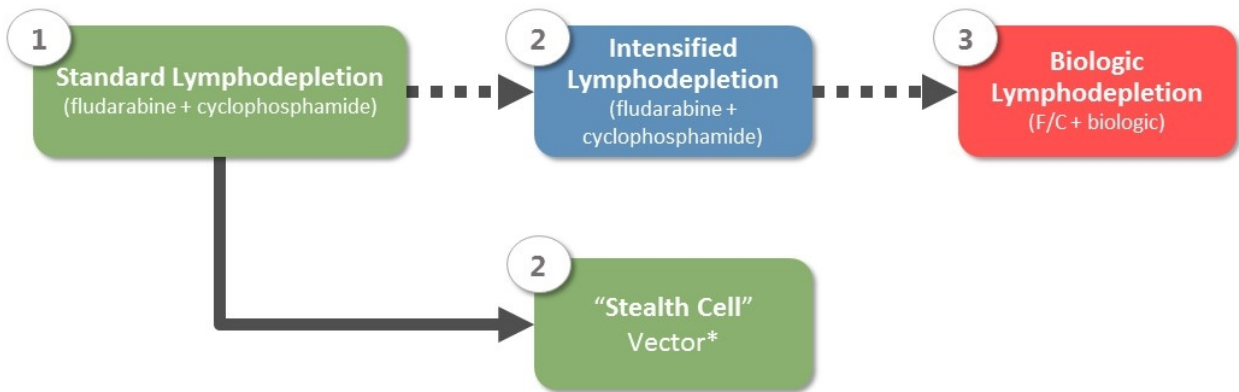 1
Standard Lymphodepletion
(fludarabine + cyclophosphamide)
2
Intensified
Lymphodepletion
(fludarabine +
cyclophosphamide)
3
Biologic
Lymphodepletion
(F/C + biologic)
2
“Stealth Cell”
Vector*